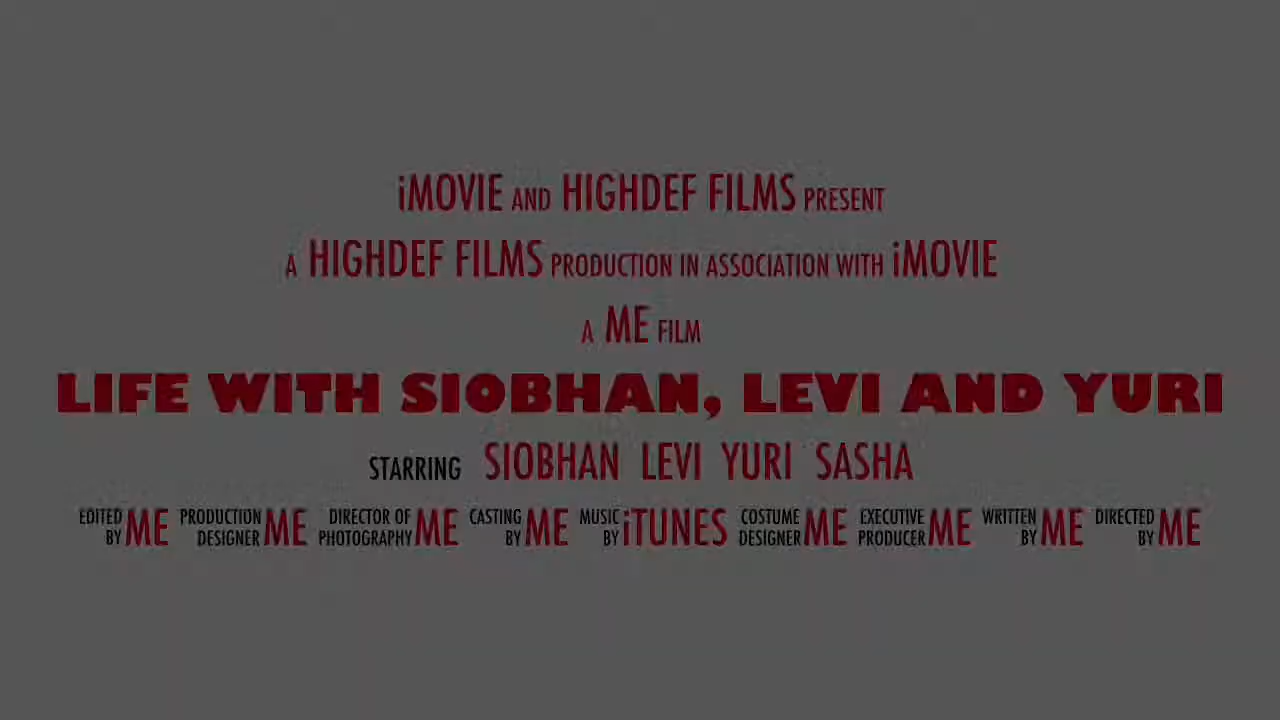 iMOVIE AND HIGHDEF FILMS PRESENT
A HIGHDEF FILMS PRODUCTION IN ASSOCIATION WITH iMOVIE
A ME FILM
LIFE WITH SIOBHAN, LEVI AND YURI
STARRING SIOBHAN LEVI YURI SASHA
EDITED BY ME PRODUCTION DESIGNER ME DIRECTOR OF PHOTOGRAPHY ME CASTING BY ME MUSIC BY iTUNES COSTUME DESIGNER ME EXECUTIVE PRODUCER ME WRITTEN BY ME DIRECTED BY ME